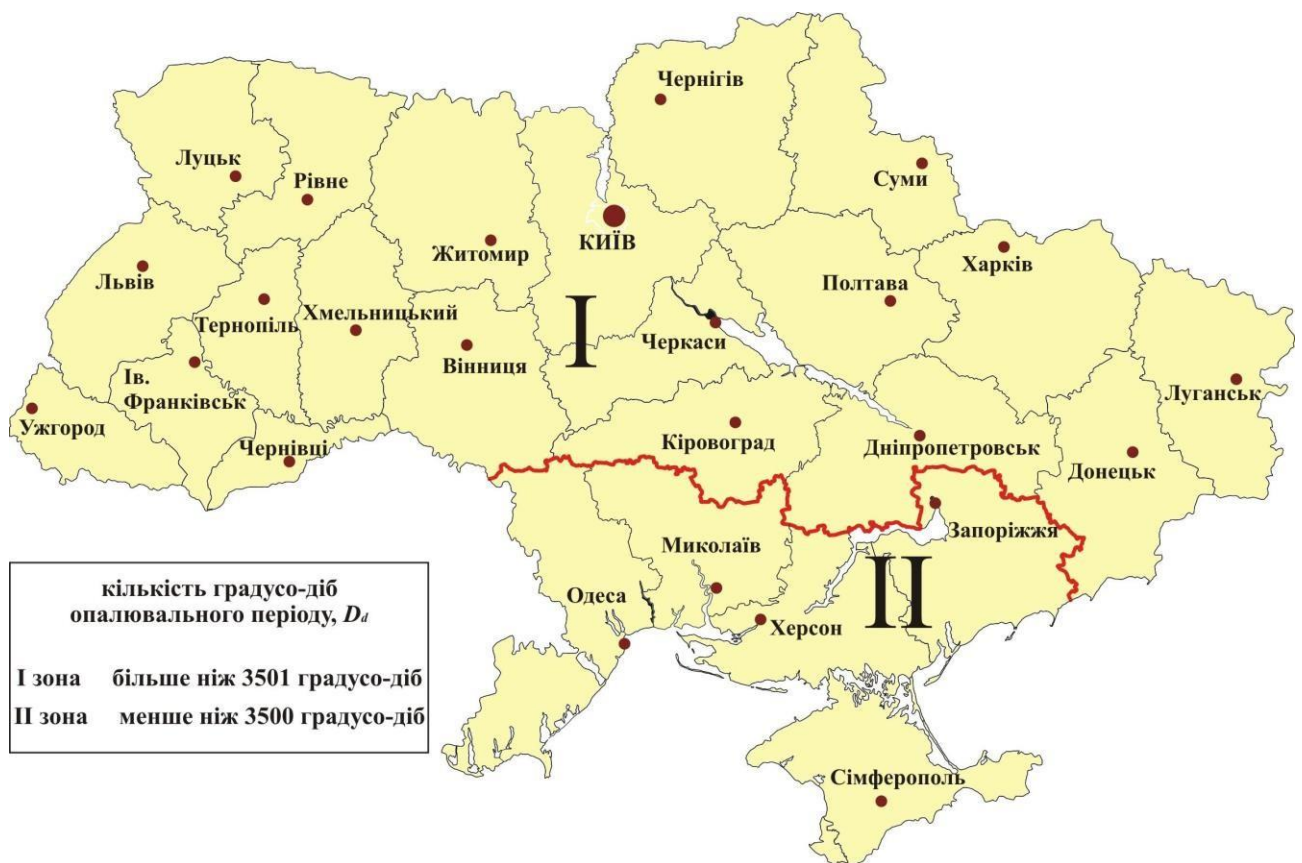 Чернігів
Луцьк
Рівне
Суми
КИЇВ
Житомир
Харків
Львів
Полтава
Тернопіль
Хмельницький
I
Черкаси
Вінниця
Ів.
Франківськ
Луганськ
Ужгород
Кіровоград
Чернівці
Дніпропетровськ
Донецьк
Запоріжжя
Миколаїв
II
Одеса
Херсон
кількість градусо-діб
опалювального періоду, Dd
I зона більше ніж 3501 градусо-діб
II зона менше ніж 3500 градусо-діб
Сімферополь